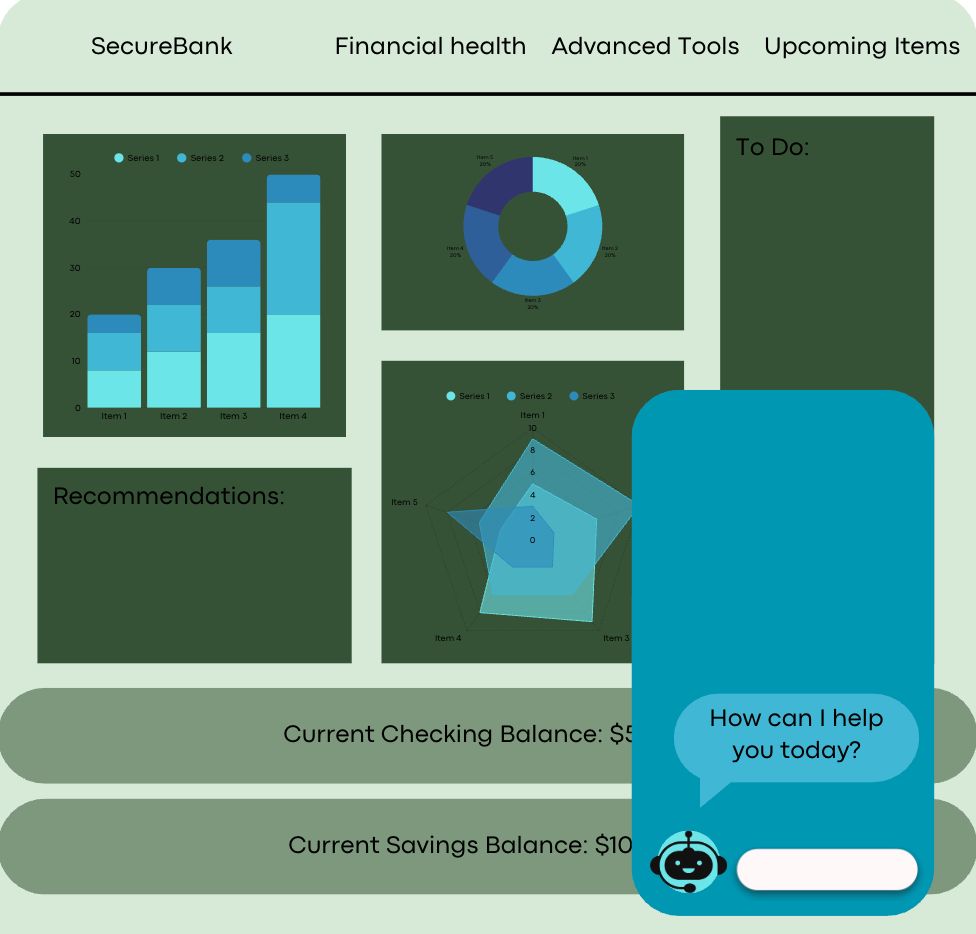 SecureBank
Financial health
Advanced Tools
Upcoming Items
Series 1 Series 2 Series 3
50
40
30
20
10
0
Item 1 Item 2 Item 3 Item 4
Item 5
20%
Item 1
20%
Item 4
20%
Item 2
20%
Item 3
20%
To Do:
Recommendations:
Series 1 Series 2 Series 3
Item 1
10
8
6
4
2
0
Item 5
Item 4
Item 3
Current Checking Balance: $5
Current Savings Balance: $10
How can I help
you today?